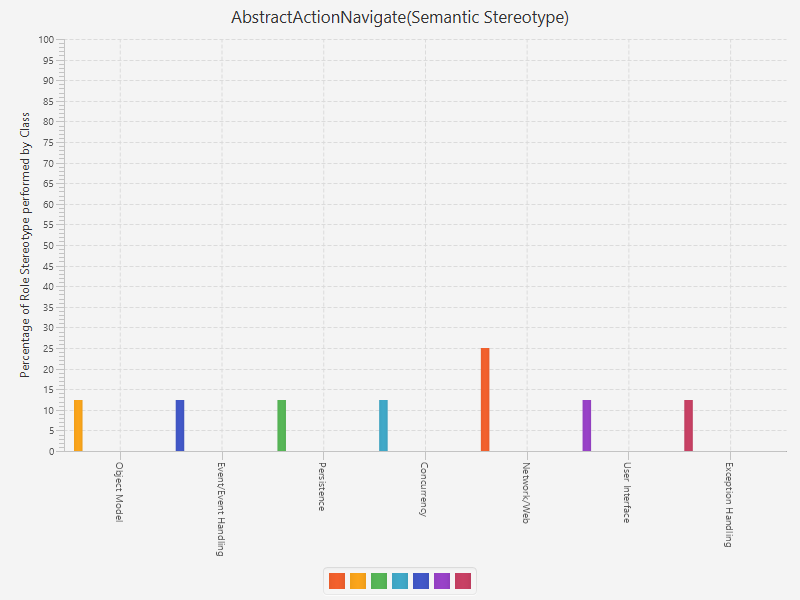 AbstractActionNavigate(Semantic Stereotype)
Percentage of Role Stereotype performed by Class
100
95
90
85
80
75
70
65
60
55
50
45
40
35
30
25
20
15
10
5
0
Object Model
Event/Event Handling
Persistence
Concurrency
Network/Web
User Interface
Exception Handling